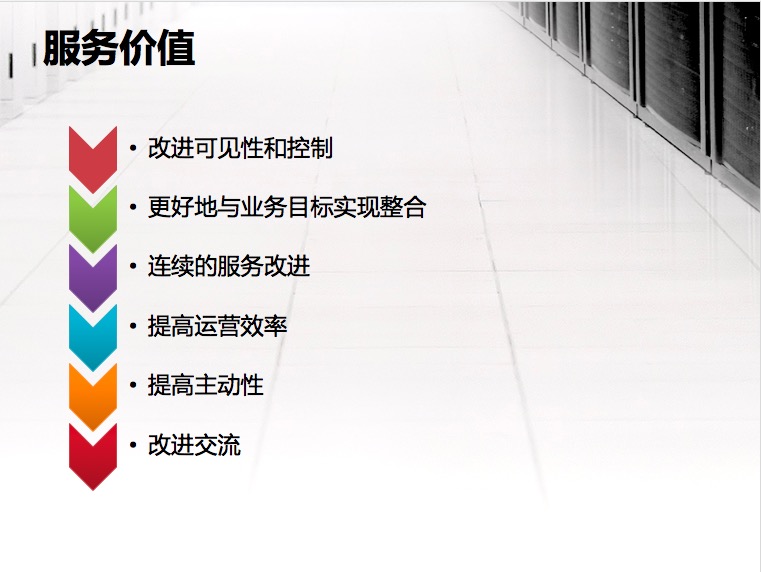 服务价值
• 改进可见性和控制
• 更好地与业务目标实现整合
• 连续的服务改进
• 提高运营效率
• 提高主动性
• 改进交流